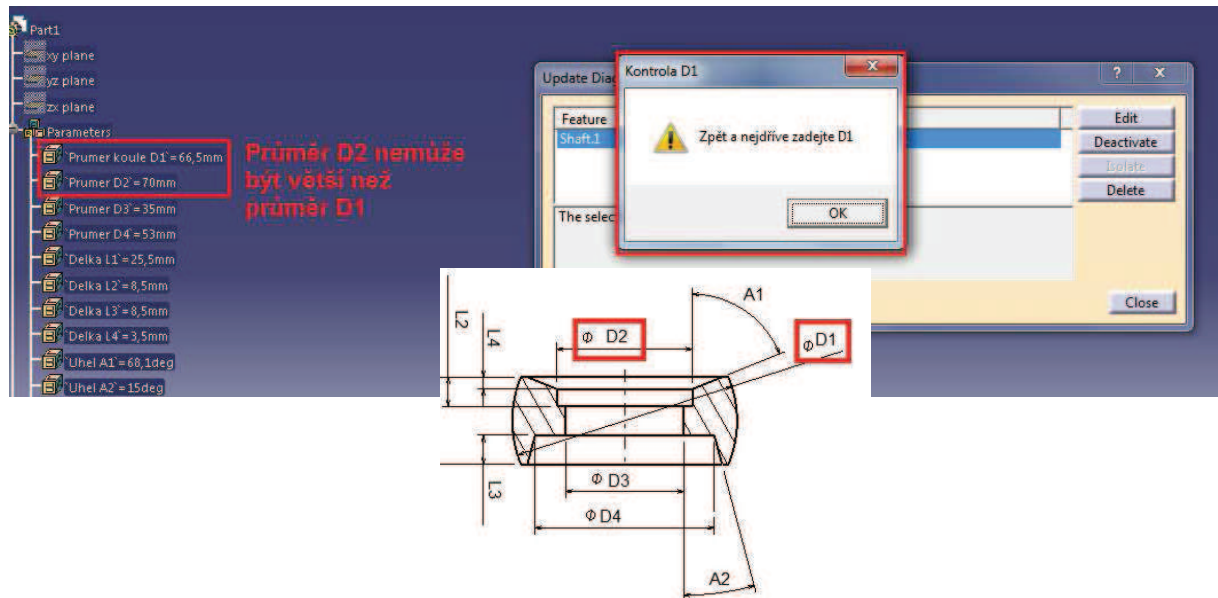 Part1
xy plane
yz plane
zx plane
Parameters
`Prumer koule D1`=66,5mm
`Prumer D2`=70mm
`Prumer D3`=35mm
`Prumer D4`=53mm
`Delka L1`=25,5mm
`Delka L2`=8,5mm
`Delka L3`=8,5mm
`Delka L4`=3,5mm
`Uhel A1`=68,1deg
`Uhel A2`=15deg
Průměr D2 nemůže
být větší než
průměr D1
Update Diag
? X
Feature
Shaft.1
The selec
Edit
Deactivate
Isolate
Delete
Close
Kontrola D1
X
Zpět a nejdříve zadejte D1
OK
L2
L4
Φ D2
A1
Φ D1
L3
Φ D3
Φ D4
A2